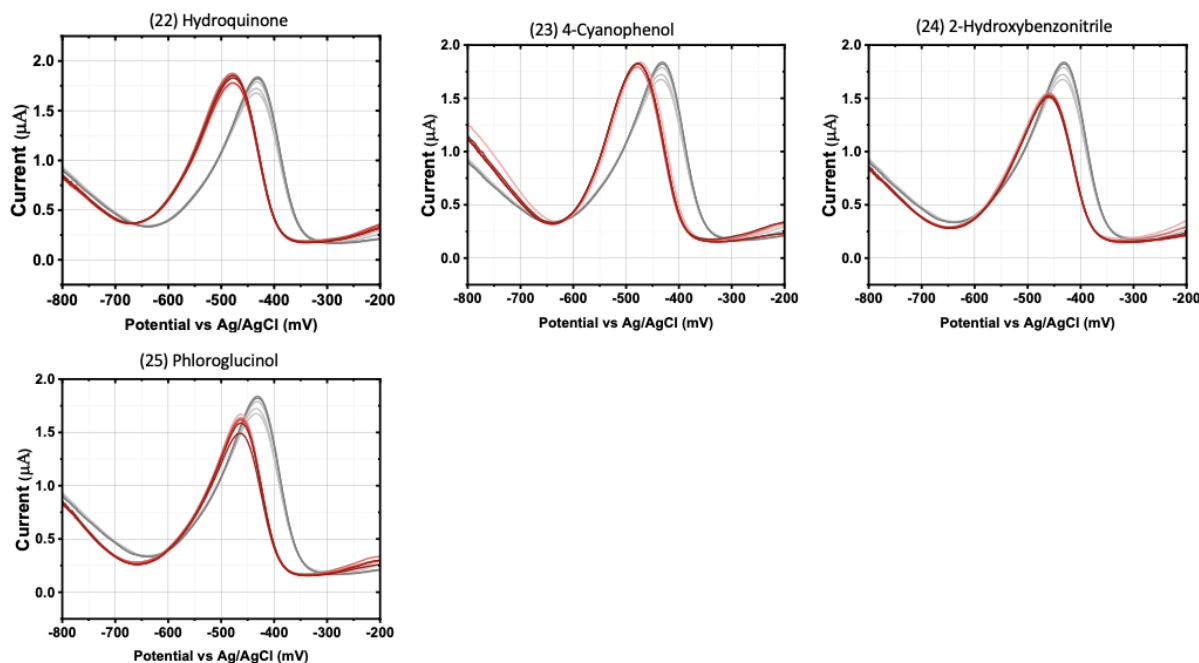 (22) Hydroquinone
2.0
1.5
1.0
0.5
0.0
Current (μA)
-800 -700 -600 -500 -400 -300 -200
Potential vs Ag/AgCl (mV)
(23) 4-Cyanophenol
2.0
1.5
1.0
0.5
0.0
Current (μA)
-800 -700 -600 -500 -400 -300 -200
Potential vs Ag/AgCl (mV)
(24) 2-Hydroxybenzonitrile
2.0
1.5
1.0
0.5
0.0
Current (μA)
-800 -700 -600 -500 -400 -300 -200
Potential vs Ag/AgCl (mV)
(25) Phloroglucinol
2.0
1.5
1.0
0.5
0.0
Current (μA)
-800 -700 -600 -500 -400 -300 -200
Potential vs Ag/AgCl (mV)